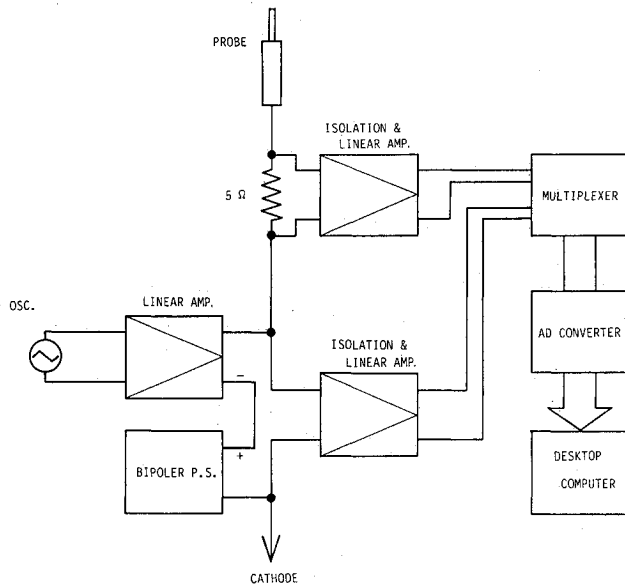 PROBE
ISOLATION &
LINEAR AMP.
5 Ω
MULTIPLEXER
OSC.
LINEAR AMP.
ISOLATION &
LINEAR AMP.
AD CONVERTER
−
+
BIPOLER P.S.
DESKTOP
COMPUTER
CATHODE